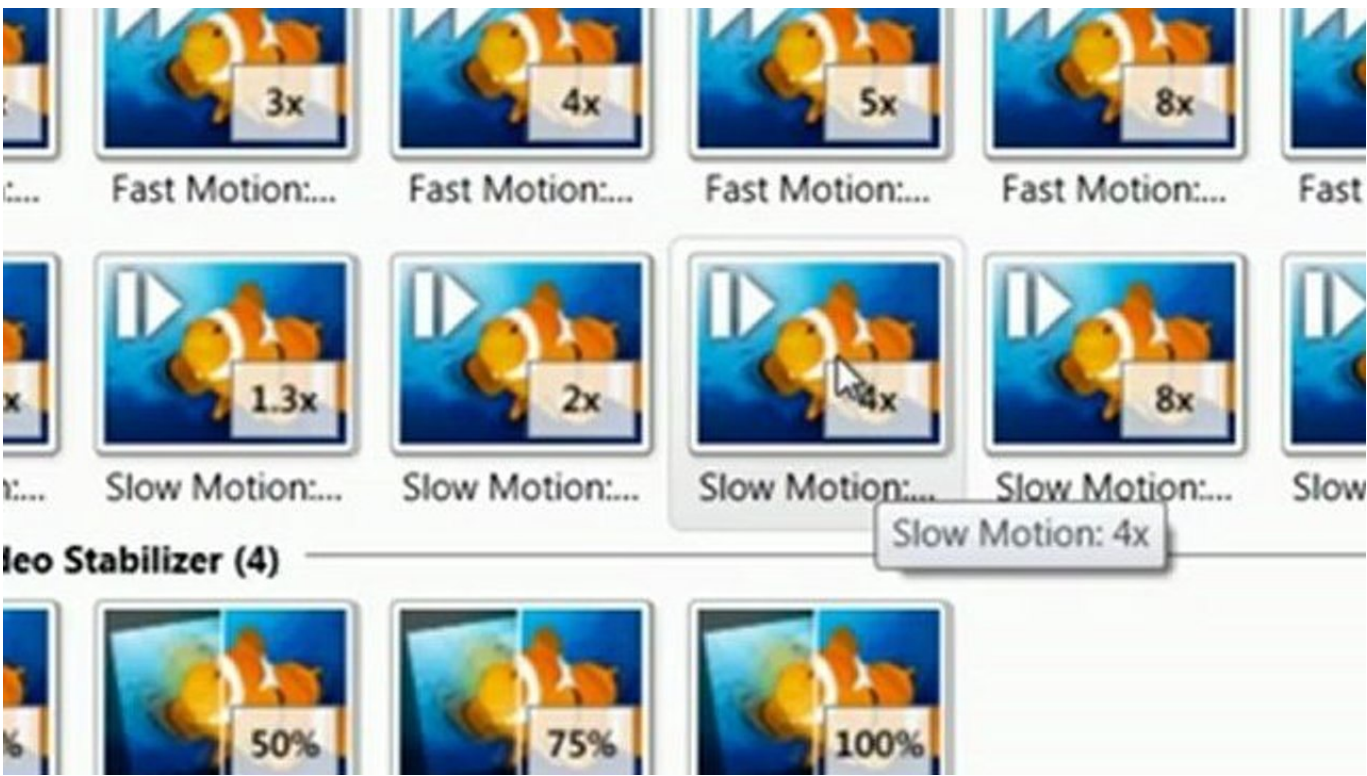 3x 4x 5x 8x
:... Fast Motion:... Fast Motion:... Fast Motion:... Fast Motion:... Fast
x 1.3x 2x 4x 8x
n:... Slow Motion:... Slow Motion:... Slow Motion:... Slow Motion:... Slow
Slow Motion: 4x
deo Stabilizer (4)
% 50% 75% 100%